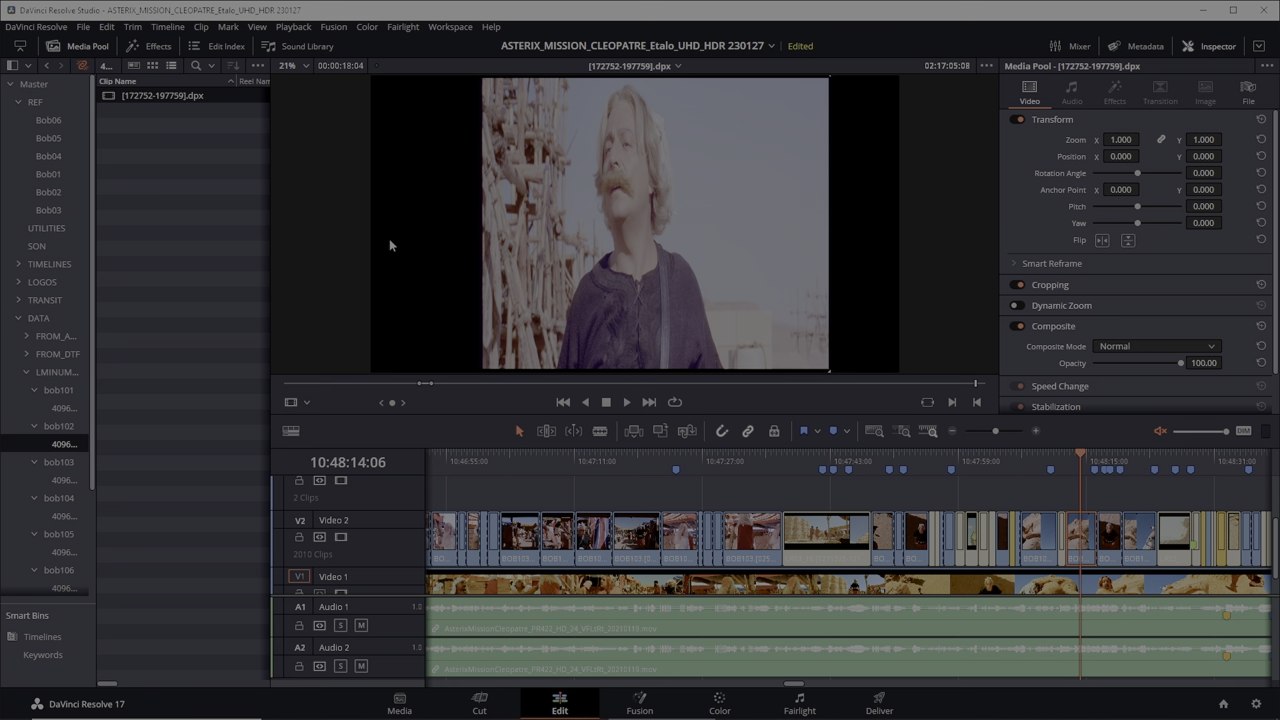 DaVinci Resolve Studio - ASTERIX_MISSION_CLEOPATRE_Etalo_UHD_HDR 230127
DaVinci Resolve File Edit Trim Timeline Clip Mark View Playback Fusion Color Fairlight Workspace Help
Media Pool Effects Edit Index Sound Library ASTERIX_MISSION_CLEOPATRE_Etalo_UHD_HDR 230127 Edited Mixer Metadata Inspector
4... 21% 00:00:18:04 [172752-197759].dpx 02:17:05:08 Media Pool - [172752-197759].dpx
Clip Name Reel Nam
[172752-197759].dpx
Master
REF
Bob06
Bob05
Bob04
Bob01
Bob02
Bob03
UTILITIES
SON
TIMELINES
LOGOS
TRANSIT
DATA
FROM_A...
FROM_DTF
LMINUM...
bob101
4096...
bob102
4096...
bob103
4096...
bob104
4096...
bob105
4096...
bob106
4096...
Smart Bins
Timelines
Keywords
Video Audio Effects Transition Image File
Transform
Zoom X 1.000 Y 1.000
Position X 0.000 Y 0.000
Rotation Angle 0.000
Anchor Point X 0.000 Y 0.000
Pitch 0.000
Yaw 0.000
Flip
Smart Reframe
Cropping
Dynamic Zoom
Composite
Composite Mode Normal
Opacity 100.00
Speed Change
Stabilization
DIM
10:48:14:06 10:46:55:00 10:47:11:00 10:47:27:00 10:47:43:00 10:47:59:00 10:48:15:00 10:48:31:00
2 Clips
V2 Video 2
2010 Clips
V1 Video 1
A1 Audio 1 1.0
S M AsterixMissionCleopatre_PR422_HD_24_VFLtRt_20210115.mov
A2 Audio 2 1.0
S M AsterixMissionCleopatre_PR422_HD_24_VFLtRt_20210115.mov
DaVinci Resolve 17 Media Cut Edit Fusion Color Fairlight Deliver